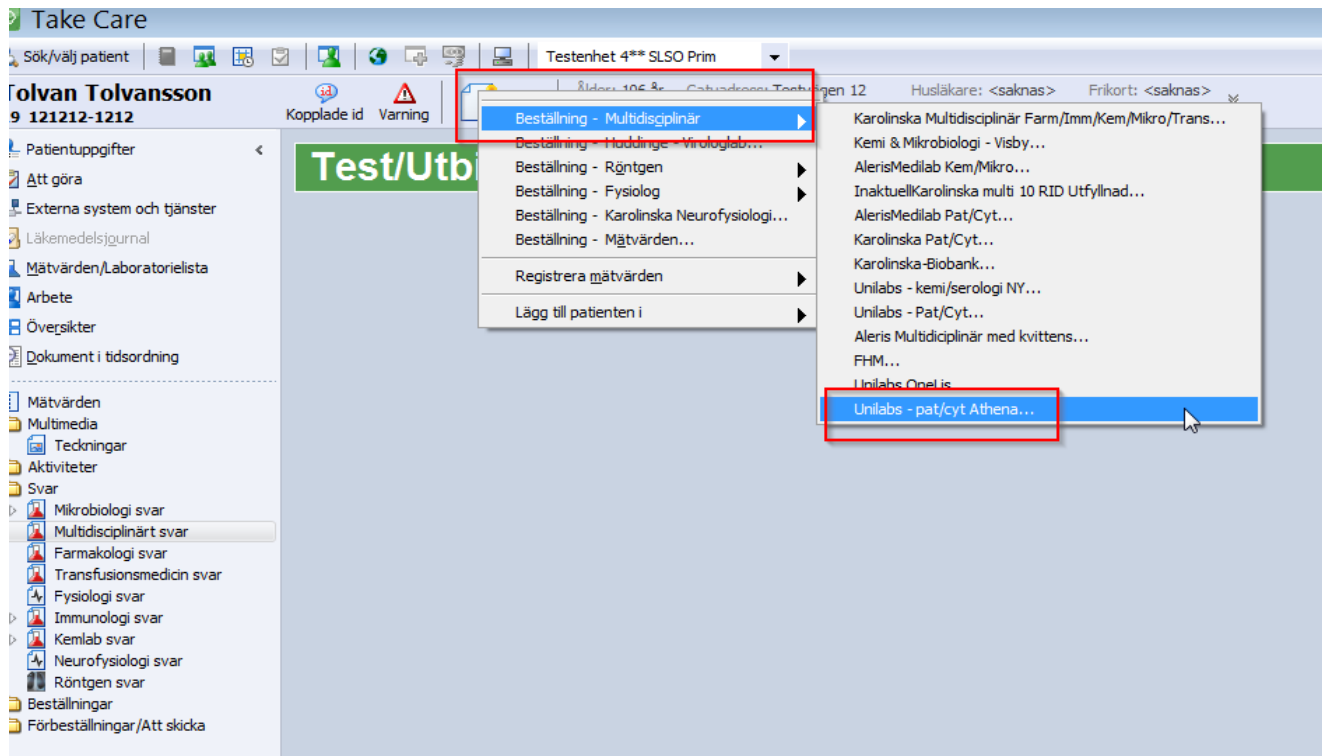 Take Care
Sök/välj patient
Testenhet 4** SLSO Prim
Tolvan Tolvansson
9 121212-1212
Kopplade id
Varning
Ålder: 106 år
Gatuadress: Testvägen 12
Husläkare: <saknas>
Frikort: <saknas>
Patientuppgifter
Att göra
Externa system och tjänster
Läkemedelsjournal
Mätvärden/Laboratorielista
Arbete
Översikter
Dokument i tidsordning
Mätvärden
Multimedia
Teckningar
Aktiviteter
Svar
Mikrobiologi svar
Multidisciplinärt svar
Farmakologi svar
Transfusionsmedicin svar
Fysiologi svar
Immunologi svar
Kemlab svar
Neurofysiologi svar
Röntgen svar
Beställningar
Förbeställningar/Att skicka
Test/Utbi
Beställning - Multidisciplinär
Beställning - Huddinge - Virologlab...
Beställning - Röntgen
Beställning - Fysiolog
Beställning - Karolinska Neurofysiologi...
Beställning - Mätvärden...
Registrera mätvärden
Lägg till patienten i
Karolinska Multidisciplinär Farm/Imm/Kem/Mikro/Trans...
Kemi & Mikrobiologi - Visby...
AlerisMedilab Kem/Mikro...
InaktuellKarolinska multi 10 RID Utfyllnad...
AlerisMedilab Pat/Cyt...
Karolinska Pat/Cyt...
Karolinska-Biobank...
Unilabs - kemi/serologi NY...
Unilabs - Pat/Cyt...
Aleris Multidiciplinär med kvittens...
FHM...
Unilabs OneLis
Unilabs - pat/cyt Athena...